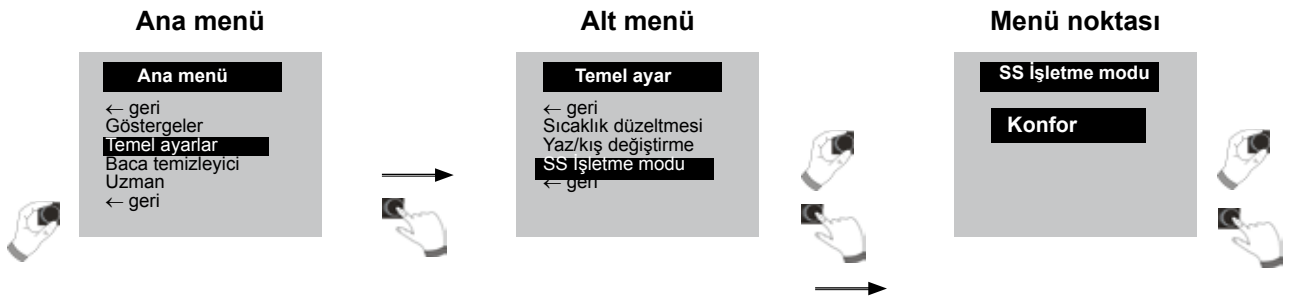 Ana menü
Ana menü
← geri
Göstergeler
Temel ayarlar
Baca temizleyici
Uzman
← geri
Alt menü
Temel ayar
← geri
Sıcaklık düzeltmesi
Yaz/kış değiştirme
SS İşletme modu
← geri
Menü noktası
SS İşletme modu
Konfor